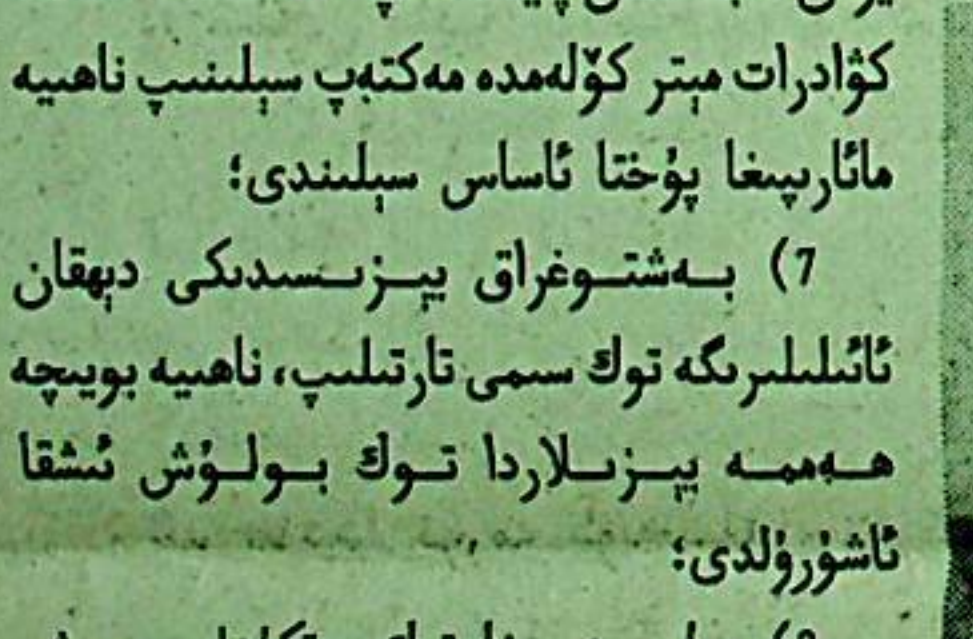 كۋادرات مېتر كۆلەمدە مەكتەپ سېلىنىپ ناھىيە
مائارىپىغا پۇختا ئاساس سېلىندى؛
7) بەشتوغراق يېزىسىدىكى دېھقان
ئائىلىلىرىگە توك سىمى تارتىلىپ، ناھىيە بويىچە
ھەممە يېزىلاردا توك بولۇش ئىشقا
ئاشۇرۇلدى؛